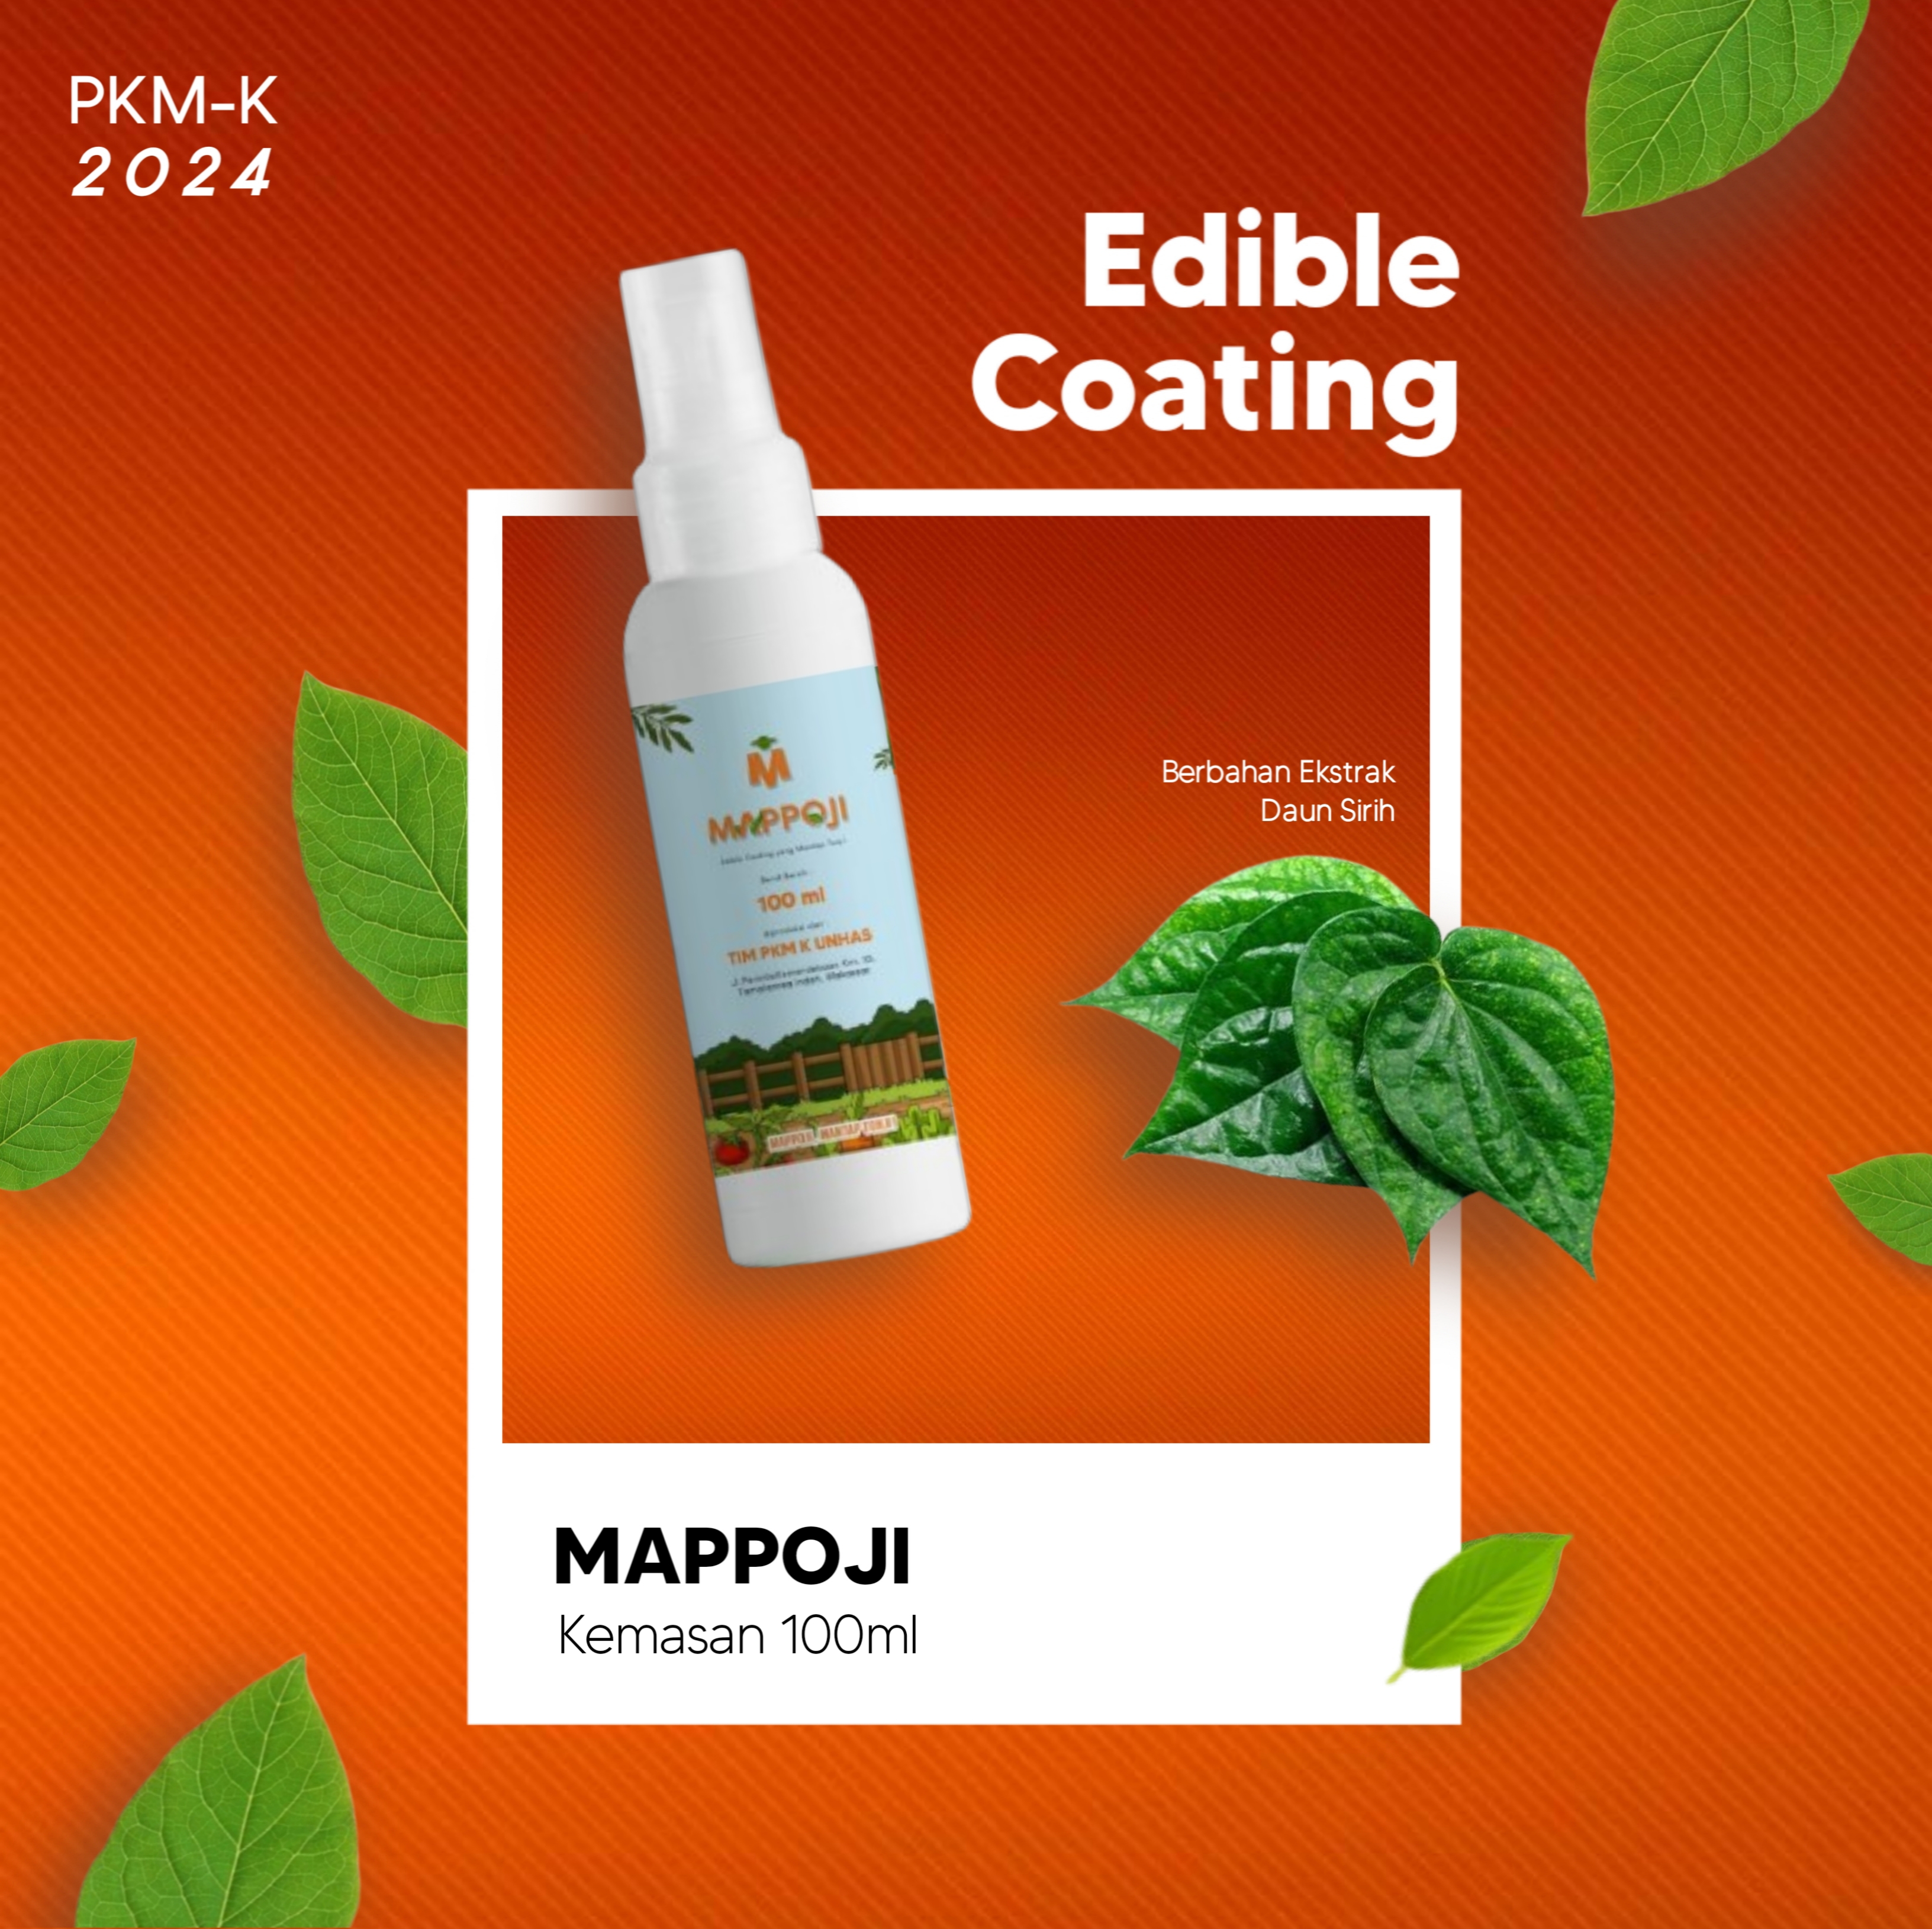 PKM-K
2024
Edible
Coating
Berbahan Ekstrak
Daun Sirih
M
MAPPOJI
100 ml
TIM PKM K UNHAS
MAPPOJI
Kemasan 100ml